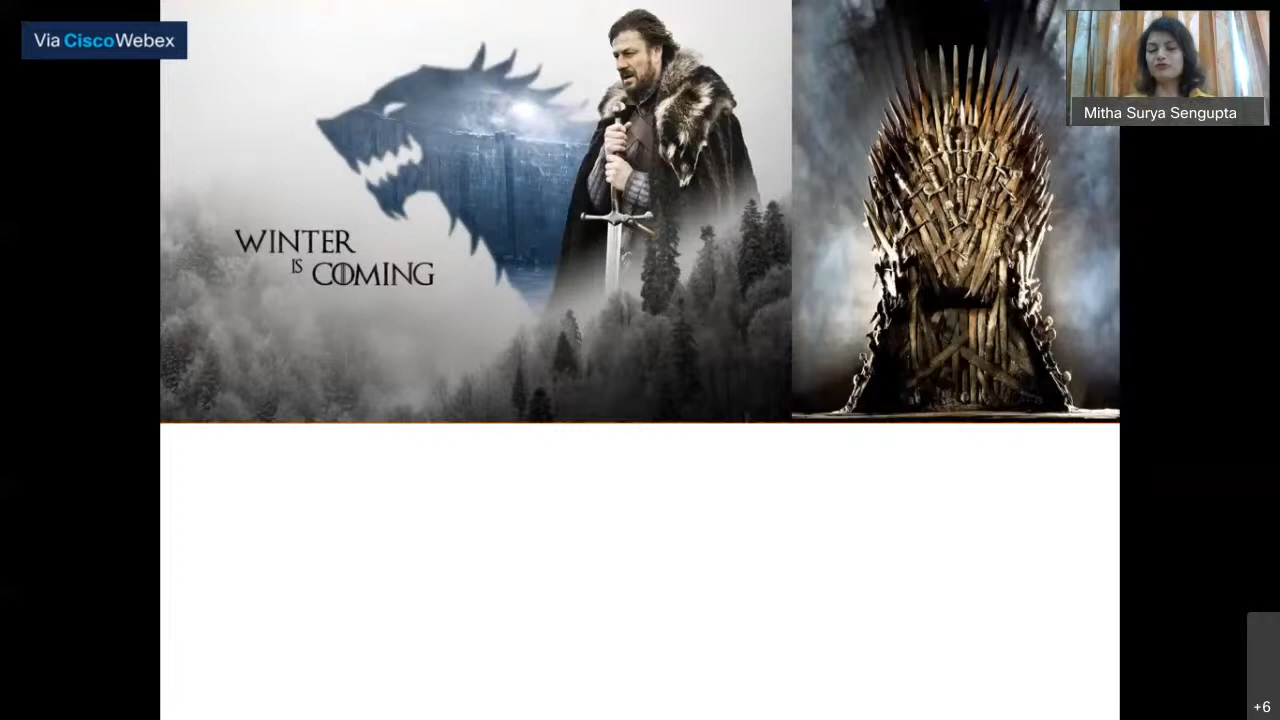 Via CiscoWebex
WINTER
IS COMING
Mitha Surya Sengupta
+6